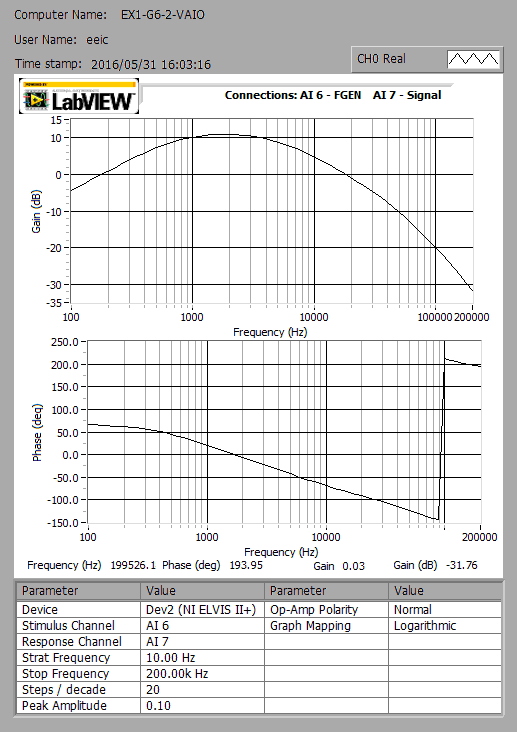 Computer Name: EX1-G6-2-VAIO
User Name: eeic
Time stamp: 2016/05/31 16:03:16
CH0 Real
POWERED BY
LabVIEW™
Connections: AI 6 - FGEN AI 7 - Signal
15
10
0
-10
-20
-30
-35
Gain (dB)
100 1000 10000 100000 200000
Frequency (Hz)
250.0
200.0
150.0
100.0
50.0
0.0
-50.0
-100.0
-150.0
Phase (deg)
100 1000 10000 200000
Frequency (Hz)
Frequency (Hz) 199526.1 Phase (deg) 193.95 Gain 0.03 Gain (dB) -31.76
Parameter Value Parameter Value
Device Dev2 (NI ELVIS II+) Op-Amp Polarity Normal
Stimulus Channel AI 6 Graph Mapping Logarithmic
Response Channel AI 7
Strat Frequency 10.00 Hz
Stop Frequency 200.00k Hz
Steps / decade 20
Peak Amplitude 0.10